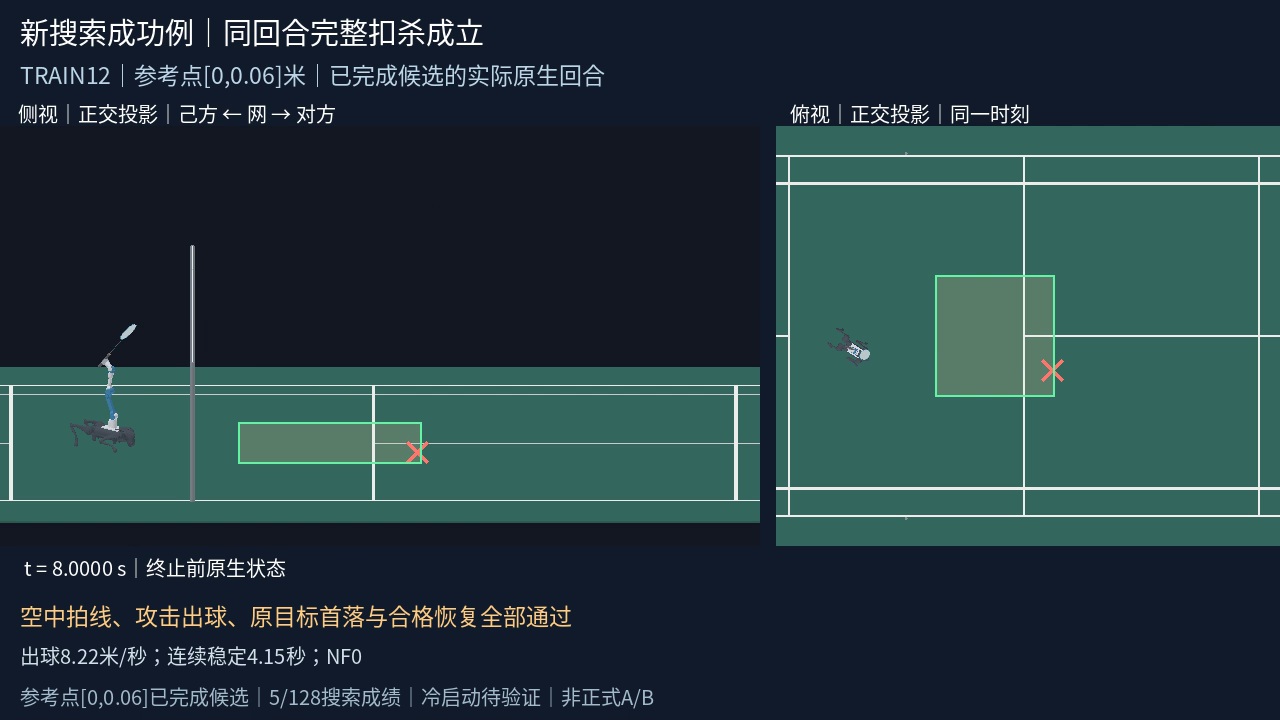 新搜索成功例｜同回合完整扣杀成立
TRAIN12｜参考点[0,0.06]米｜已完成候选的实际原生回合
侧视｜正交投影｜己方 ← 网 → 对方
俯视｜正交投影｜同一时刻
t = 8.0000 s｜终止前原生状态
空中拍线、攻击出球、原目标首落与合格恢复全部通过
出球8.22米/秒；连续稳定4.15秒；NF0
参考点[0,0.06]已完成候选｜5/128搜索成绩｜冷启动待验证｜非正式A/B